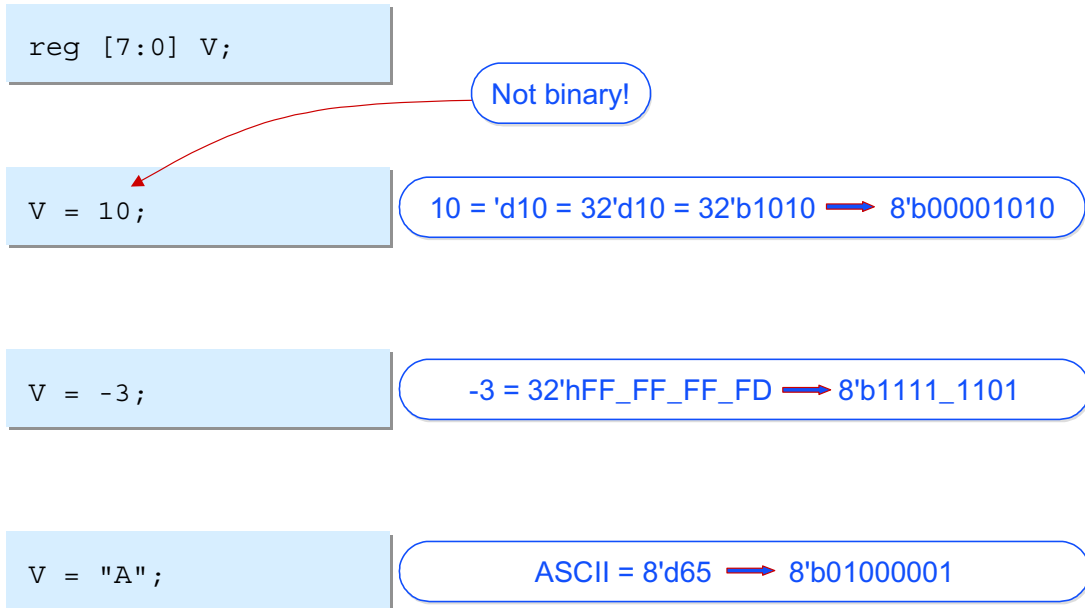 reg [7:0] V;
Not binary!
V = 10;
10 = 'd10 = 32'd10 = 32'b1010 8'b00001010
V = -3;
-3 = 32'hFF_FF_FF_FD 8'b1111_1101
V = "A";
ASCII = 8'd65 8'b01000001